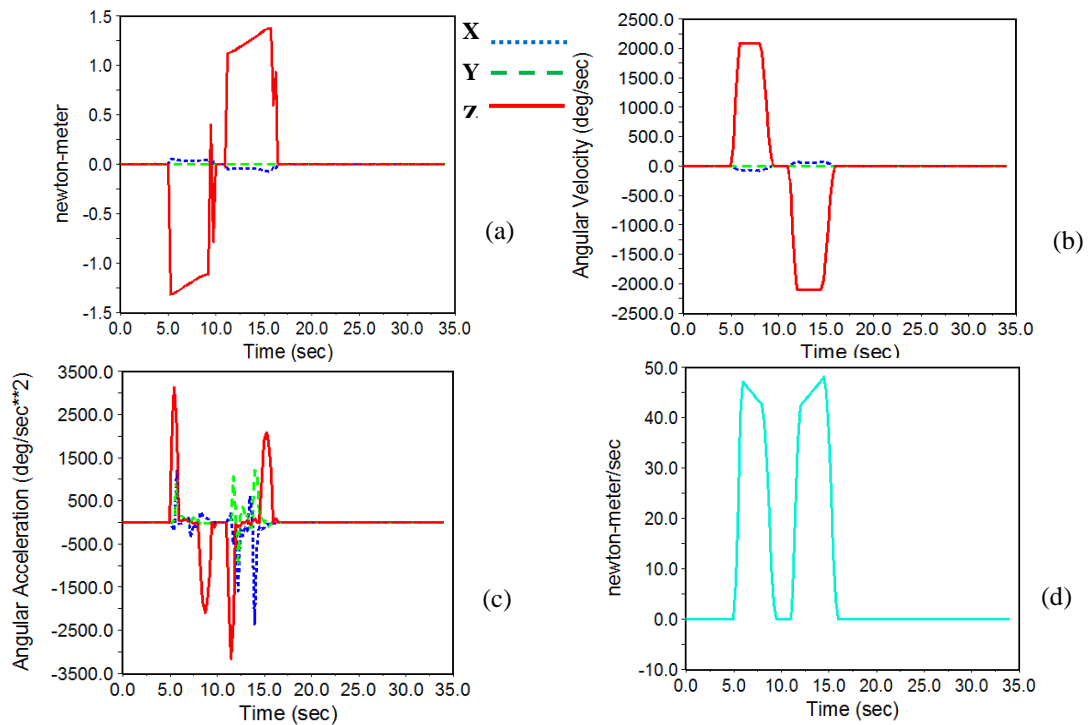 1.5
1.0
0.5
0.0
-0.5
-1.0
-1.5
newton-meter
0.0 5.0 10.0 15.0 20.0 25.0 30.0 35.0
Time (sec)
(a)
X
Y
Z
2500.0
2000.0
1500.0
1000.0
500.0
0.0
-500.0
-1000.0
-1500.0
-2000.0
-2500.0
Angular Velocity (deg/sec)
0.0 5.0 10.0 15.0 20.0 25.0 30.0 35.0
Time (sec)
(b)
3500.0
2500.0
1500.0
500.0
-500.0
-1500.0
-2500.0
-3500.0
Angular Acceleration (deg/sec**2)
0.0 5.0 10.0 15.0 20.0 25.0 30.0 35.0
Time (sec)
(c)
50.0
40.0
30.0
20.0
10.0
0.0
-10.0
newton-meter/sec
0.0 5.0 10.0 15.0 20.0 25.0 30.0 35.0
Time (sec)
(d)